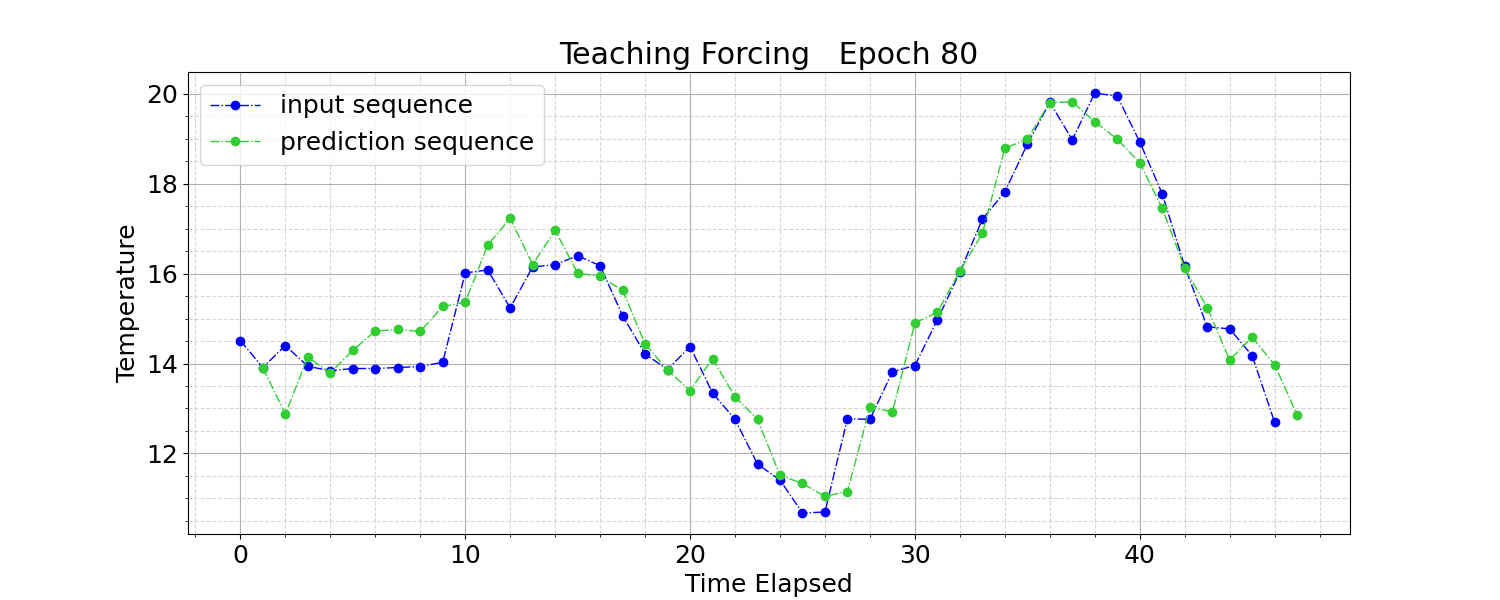 Teaching Forcing   Epoch 80
input sequence
prediction sequence
Temperature
20
18
16
14
12
0 10 20 30 40
Time Elapsed